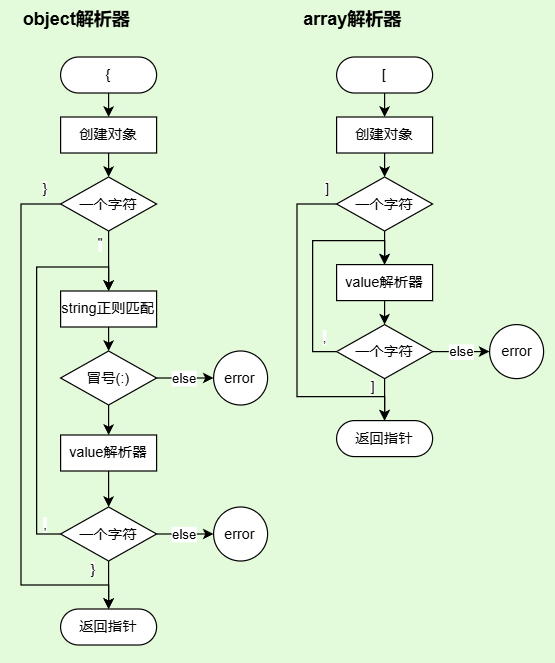 object解析器
{
创建对象
}
一个字符
"
string正则匹配
冒号(:)
else
error
value解析器
,
一个字符
else
error
}
返回指针
array解析器
[
创建对象
]
一个字符
value解析器
,
一个字符
else
error
]
返回指针